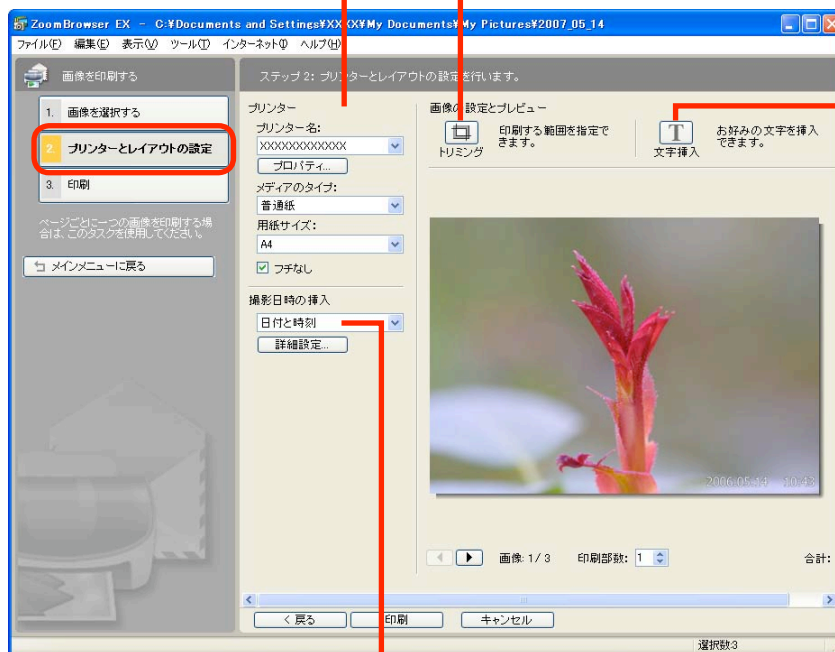 ZoomBrowser EX - C:¥Documents and Settings¥XXXX¥My Documents¥My Pictures¥2007_05_14
ファイル(F) 編集(E) 表示(V) ツール(T) インターネット(I) ヘルプ(H)
画像を印刷する
ステップ 2: プリンターとレイアウトの設定を行います。
1. 画像を選択する
2. プリンターとレイアウトの設定
3. 印刷
ページごとに一つの画像を印刷する場
合は、このタスクを使用してください。
メインメニューに戻る
プリンター
プリンター名:
XXXXXXXXXXXX
プロパティ...
メディアのタイプ:
普通紙
用紙サイズ:
A4
フチなし
撮影日時の挿入
日付と時刻
詳細設定...
画像の設定とプレビュー
トリミング
印刷する範囲を指定で
きます。
文字挿入
お好みの文字を挿入
できます。
2006/05/14 10:43
画像: 1 / 3 印刷部数: 1 合計:
< 戻る 印刷 キャンセル
選択数:3